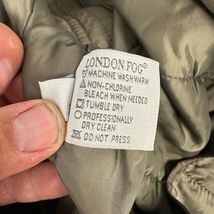 LONDON FOG®
MACHINE WASH WARM
NON-CHLORINE
BLEACH WHEN NEEDED
TUMBLE DRY
PROFESSIONALLY
DRY CLEAN
DO NOT PRESS